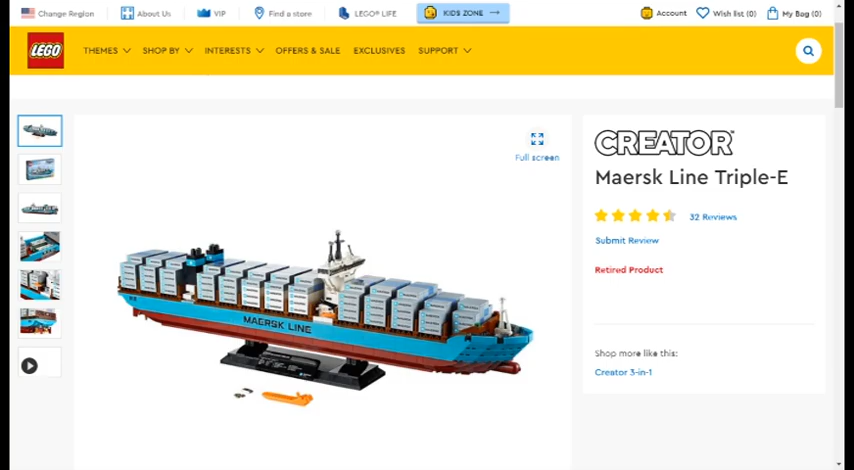 Change Region
About Us
VIP
Find a store
LEGO® LIFE
KIDS ZONE
Account
Wish list (0)
My Bag (0)
LEGO
THEMES
SHOP BY
INTERESTS
OFFERS & SALE
EXCLUSIVES
SUPPORT
Full screen
MAERSK LINE
CREATOR™
Maersk Line Triple-E
32 Reviews
Submit Review
Retired Product
Shop more like this:
Creator 3-in-1